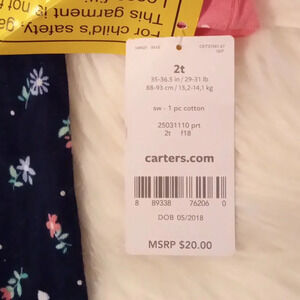 For child's safety,
This garment is not
2t
35-36.5 in / 29-31 lb
88-93 cm / 13,2-14,1 kg
sw - 1 pc cotton
25031110 prt
2t f18
carters.com
8 89338 76206 0
DOB 05/2018
MSRP $20.00